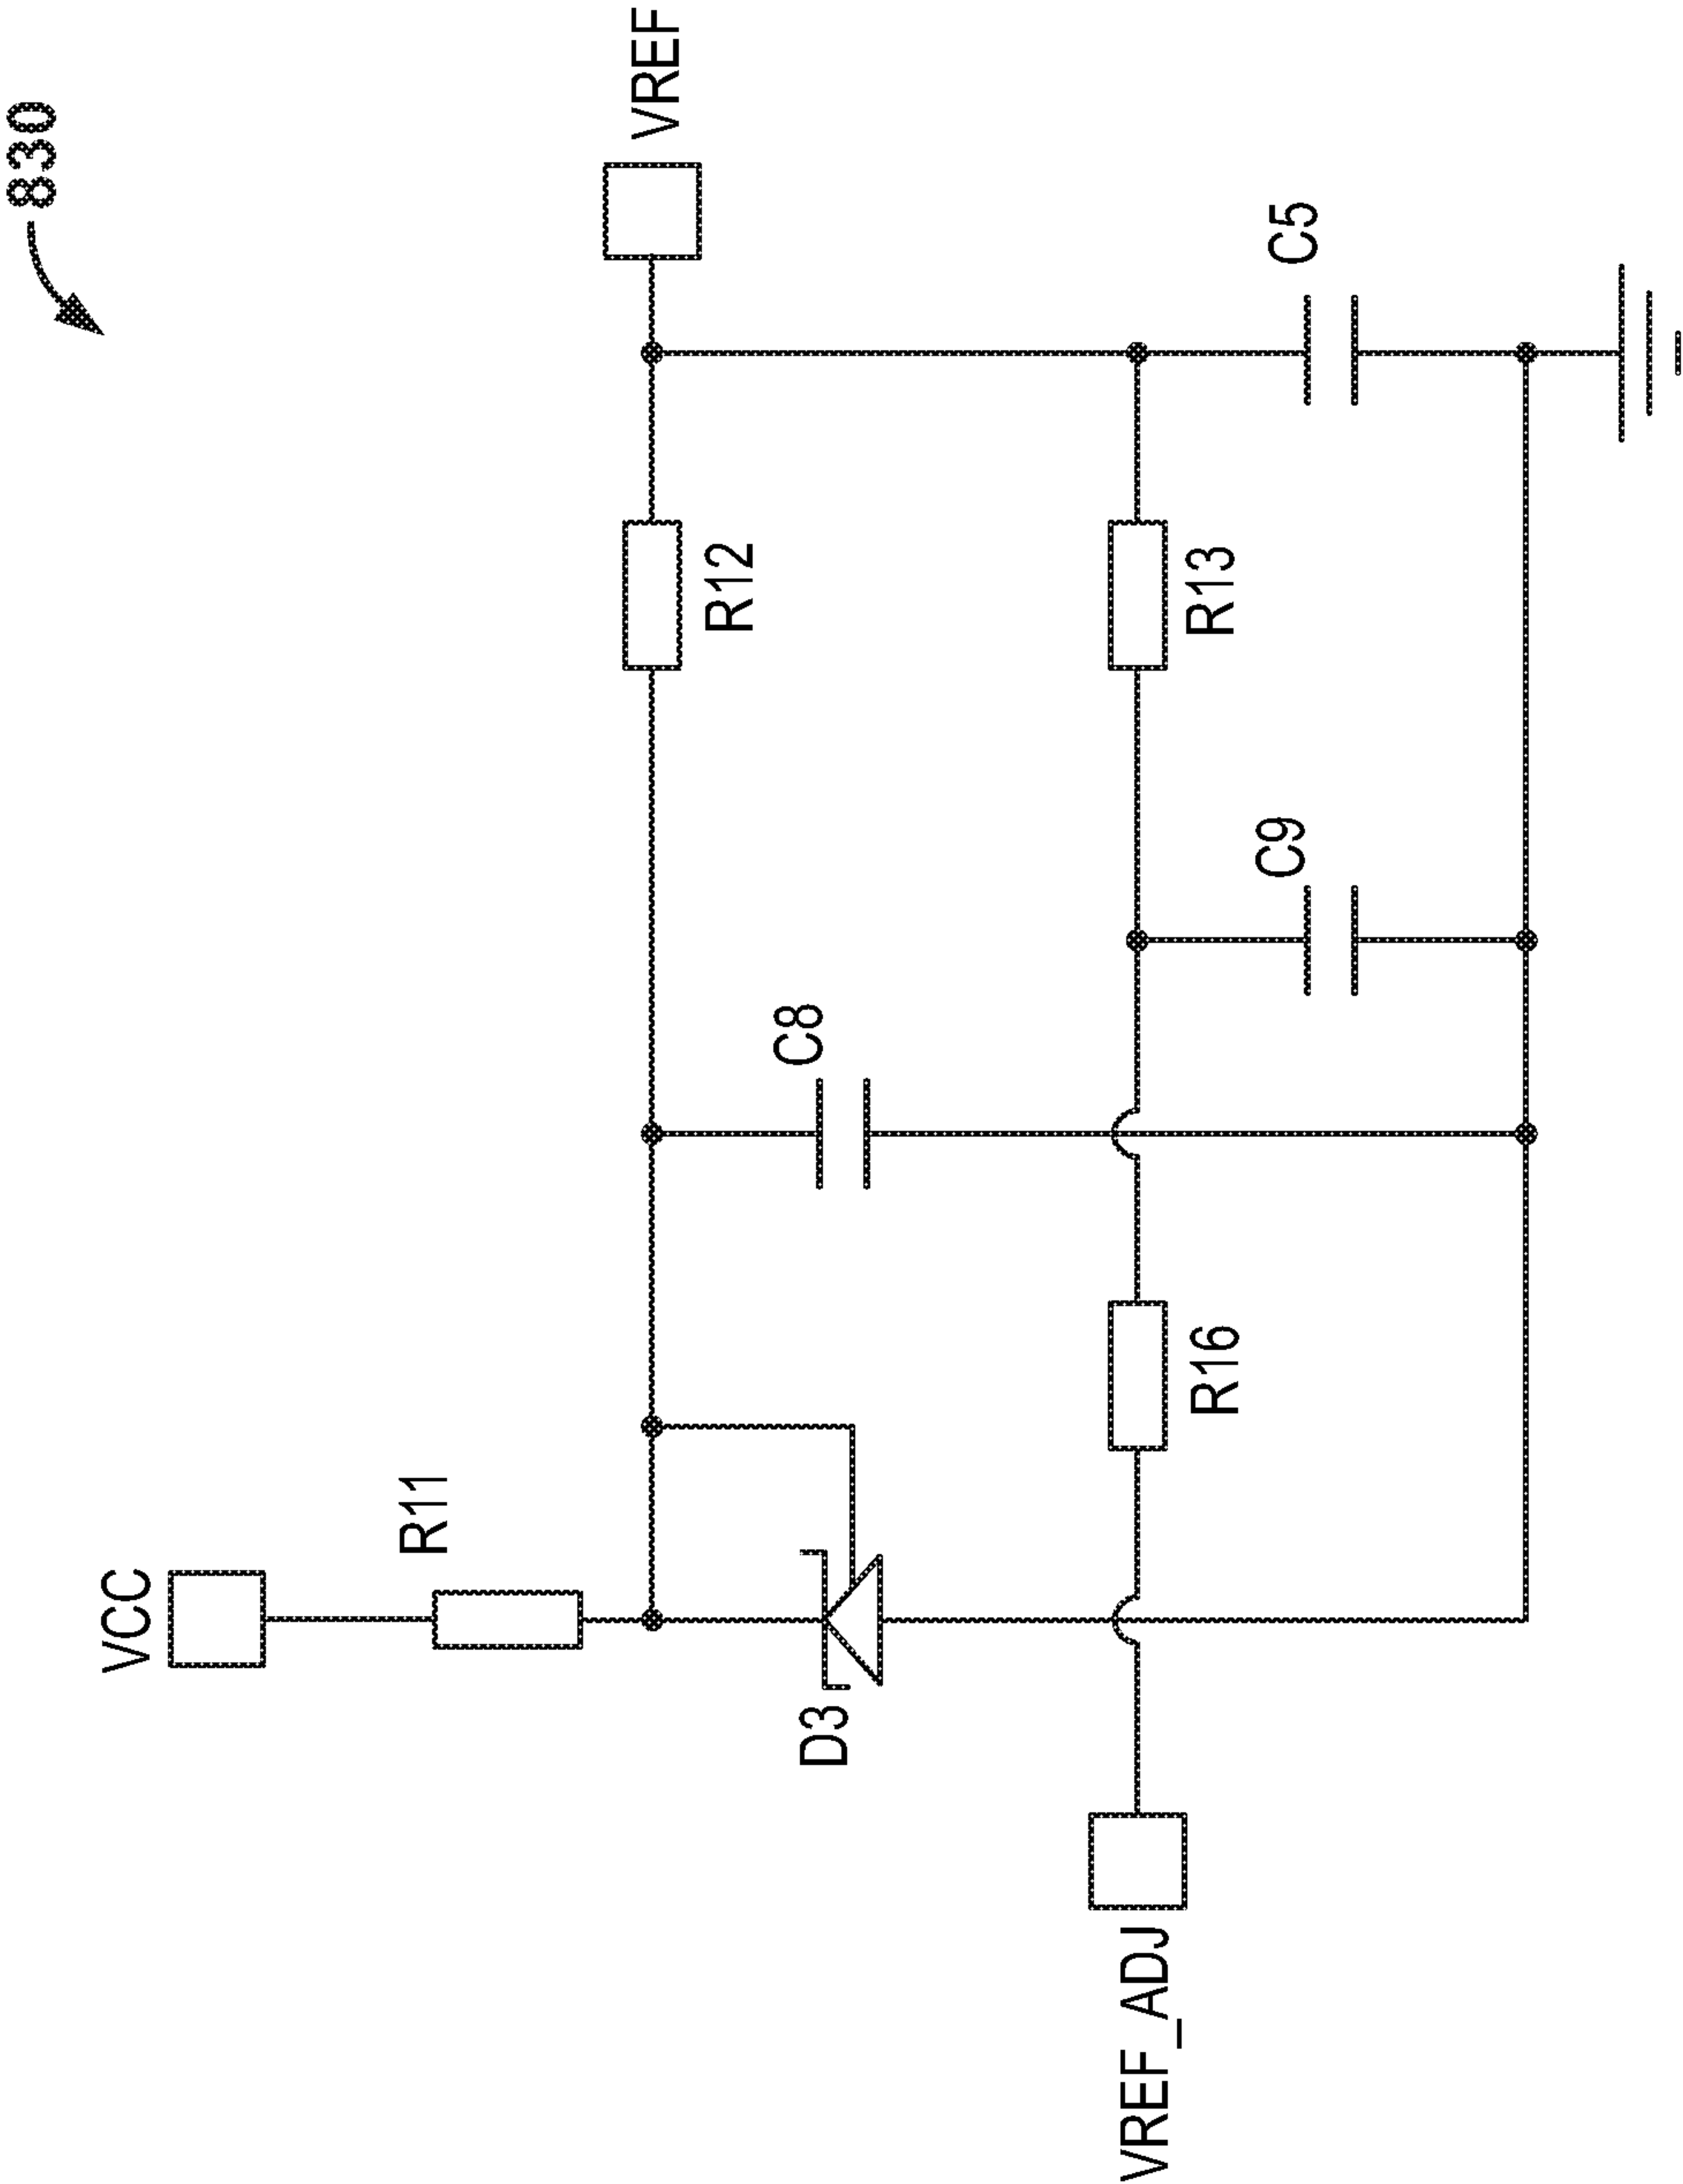 830
VCC
R11
VREF
R12
D3
C8
R13
C5
C9
R16
VREF_ADJ